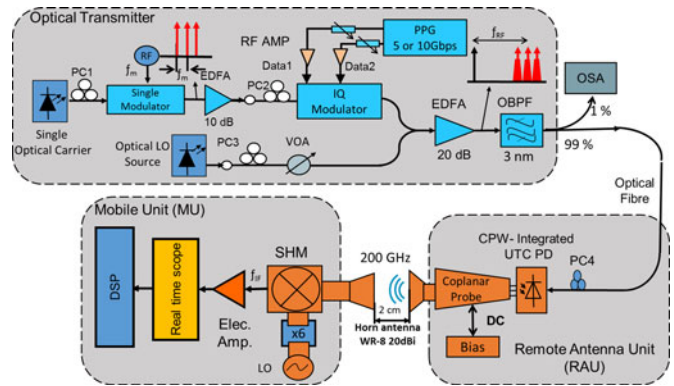 Optical Transmitter
RF AMP
PPG
5 or 10Gbps
RF
fm
fm
Data1
Data2
fRF
PC1
EDFA
PC2
Single
Modulator
10 dB
IQ
Modulator
EDFA
OBPF
OSA
1 %
Single
Optical Carrier
Optical LO
Source
PC3
VOA
20 dB
3 nm
99 %
Optical
Fibre
Mobile Unit (MU)
SHM
200 GHz
CPW- Integrated
UTC PD
PC4
DSP
Real time scope
fIF
Elec.
Amp.
x6
LO
2 cm
Horn antenna
WR-8 20dBi
Coplanar
Probe
DC
Bias
Remote Antenna Unit
(RAU)